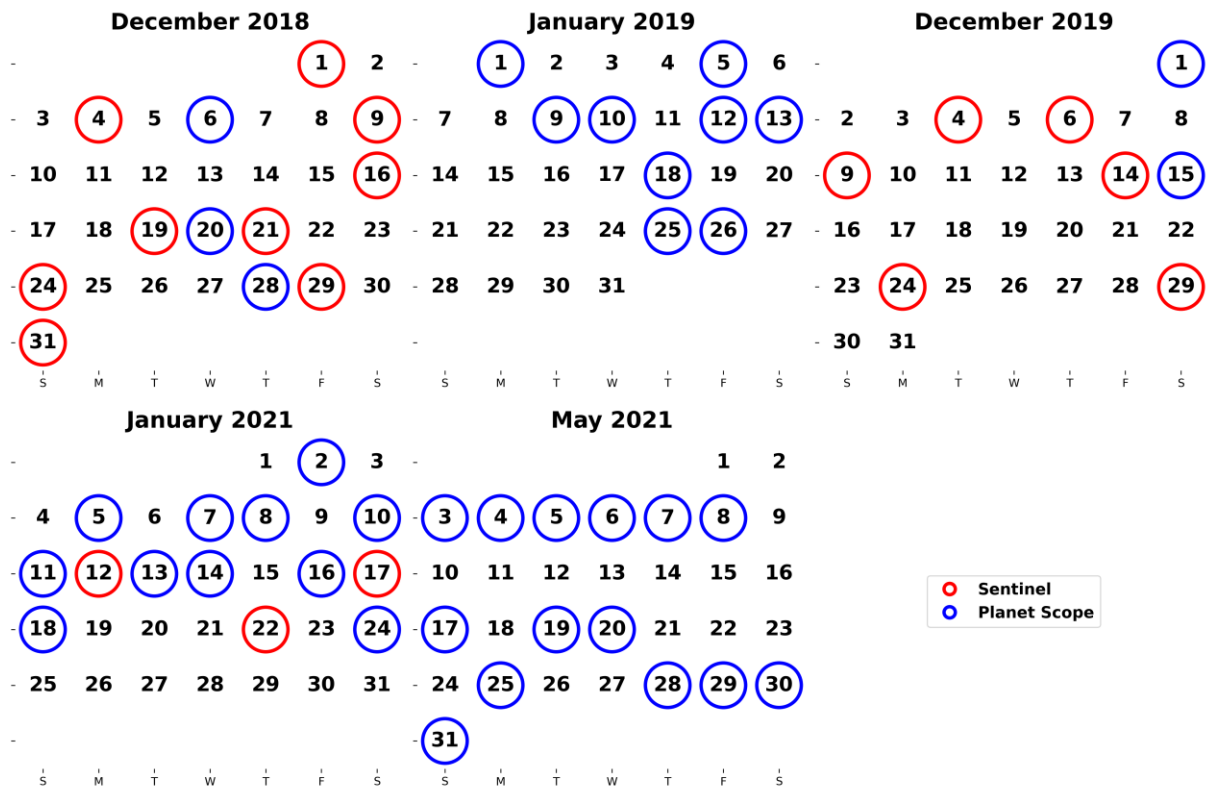 December 2018
1 2
3 4 5 6 7 8 9
10 11 12 13 14 15 16
17 18 19 20 21 22 23
24 25 26 27 28 29 30
31
S M T W T F S
January 2019
1 2 3 4 5 6
7 8 9 10 11 12 13
14 15 16 17 18 19 20
21 22 23 24 25 26 27
28 29 30 31
S M T W T F S
December 2019
1
2 3 4 5 6 7 8
9 10 11 12 13 14 15
16 17 18 19 20 21 22
23 24 25 26 27 28 29
30 31
S M T W T F S
January 2021
1 2 3
4 5 6 7 8 9 10
11 12 13 14 15 16 17
18 19 20 21 22 23 24
25 26 27 28 29 30 31
S M T W T F S
May 2021
1 2
3 4 5 6 7 8 9
10 11 12 13 14 15 16
17 18 19 20 21 22 23
24 25 26 27 28 29 30
31
S M T W T F S
Sentinel
Planet Scope